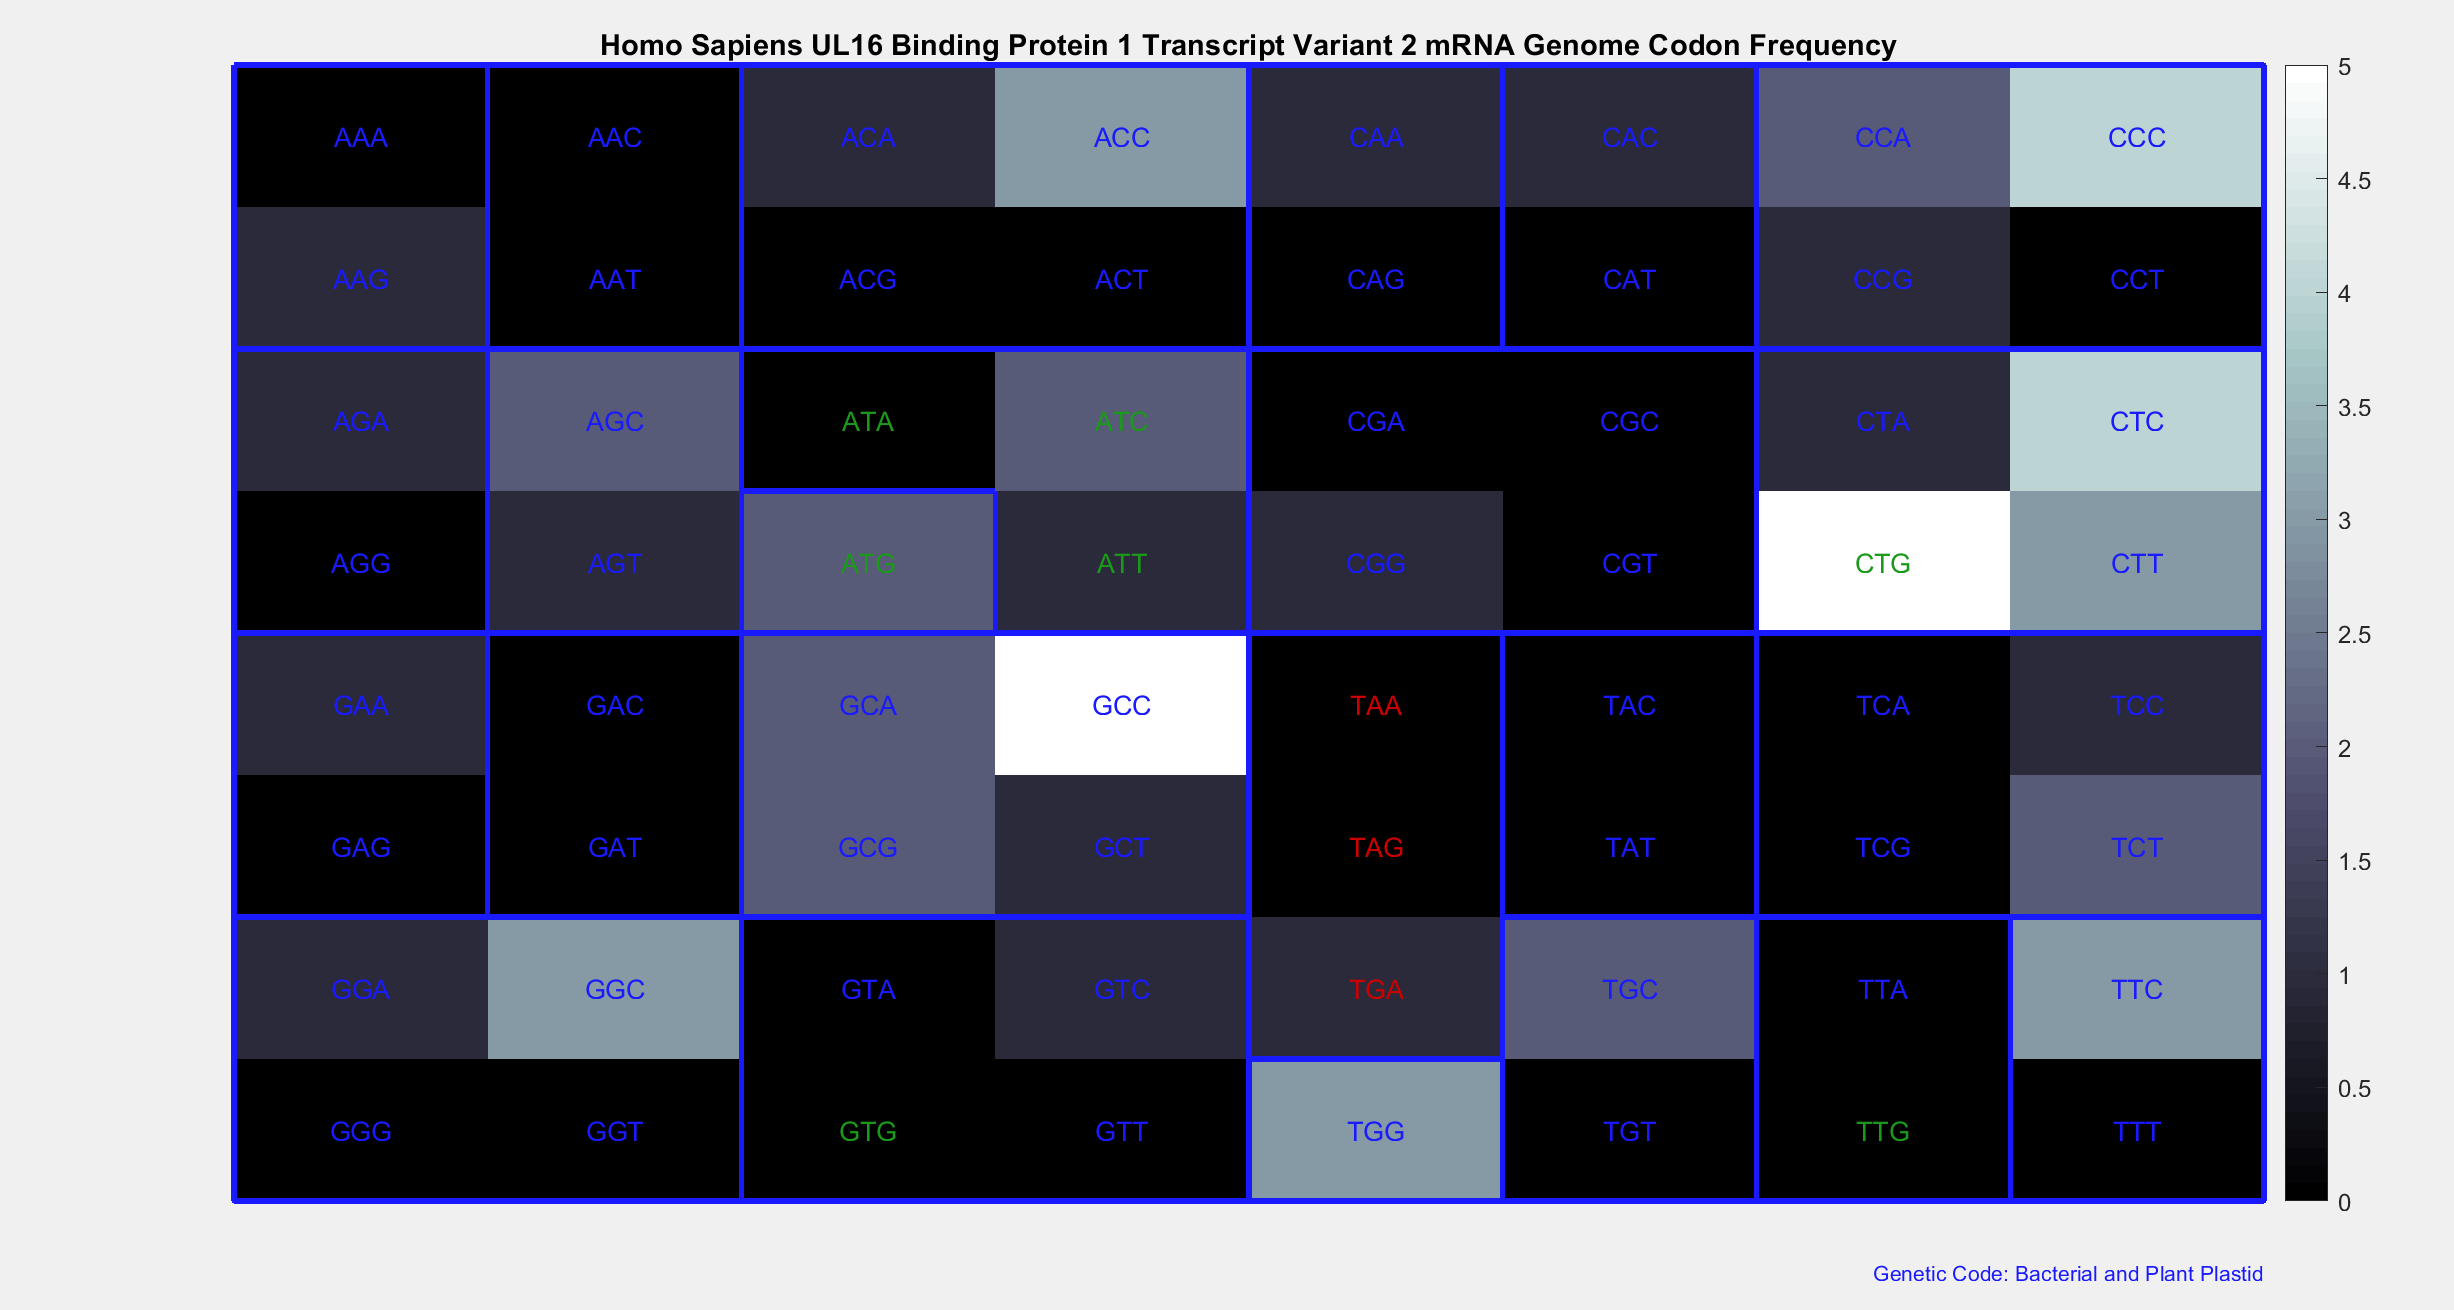 Homo Sapiens UL16 Binding Protein 1 Transcript Variant 2 mRNA Genome Codon Frequency
AAA AAC ACA ACC CAA CAC CCA CCC
AAG AAT ACG ACT CAG CAT CCG CCT
AGA AGC ATA ATC CGA CGC CTA CTC
AGG AGT ATG ATT CGG CGT CTG CTT
GAA GAC GCA GCC TAA TAC TCA TCC
GAG GAT GCG GCT TAG TAT TCG TCT
GGA GGC GTA GTC TGA TGC TTA TTC
GGG GGT GTG GTT TGG TGT TTG TTT
5
4.5
4
3.5
3
2.5
2
1.5
1
0.5
0
Genetic Code: Bacterial and Plant Plastid